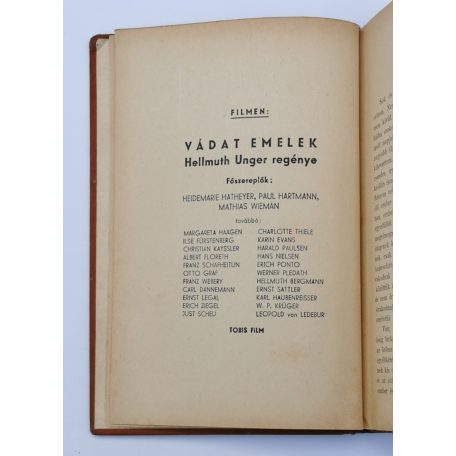 FILMEN:
VÁDAT EMELEK
Hellmuth Unger regénye
Főszereplők:
HEIDEMARIE HATHEYER, PAUL HARTMANN,
MATHIAS WIEMAN
továbbá:
MARGARETA HAAGEN CHARLOTTE THIELE
ILSE FÜRSTENBERG KARIN EVANS
CHRISTIAN KAYSSLER HARALD PAULSEN
ALBERT FLORETH HANS NIELSEN
FRANZ SCHAFHEITLIN ERICH PONTO
OTTO GRAF WERNER PLEDATH
FRANZ WEBERY HELLMUTH BERGMANN
CARL DANNEMANN ERNST SATTLER
ERNST LEGAL KARL HAUBENREISSER
ERICH ZIEGEL W. P. KRÜGER
JUST SCHEU LEOPOLD von LEDEBUR
TOBIS FILM